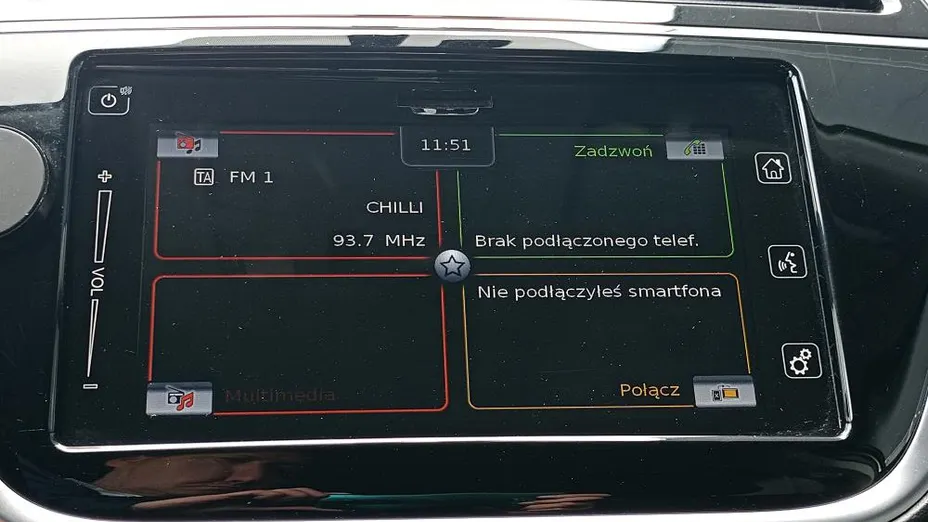 11:51
TA FM 1
CHILLI
93.7 MHz
Zadzwoń
Brak podłączonego telef.
Nie podłączyłeś smartfona
Multimedia
Połącz
VOL